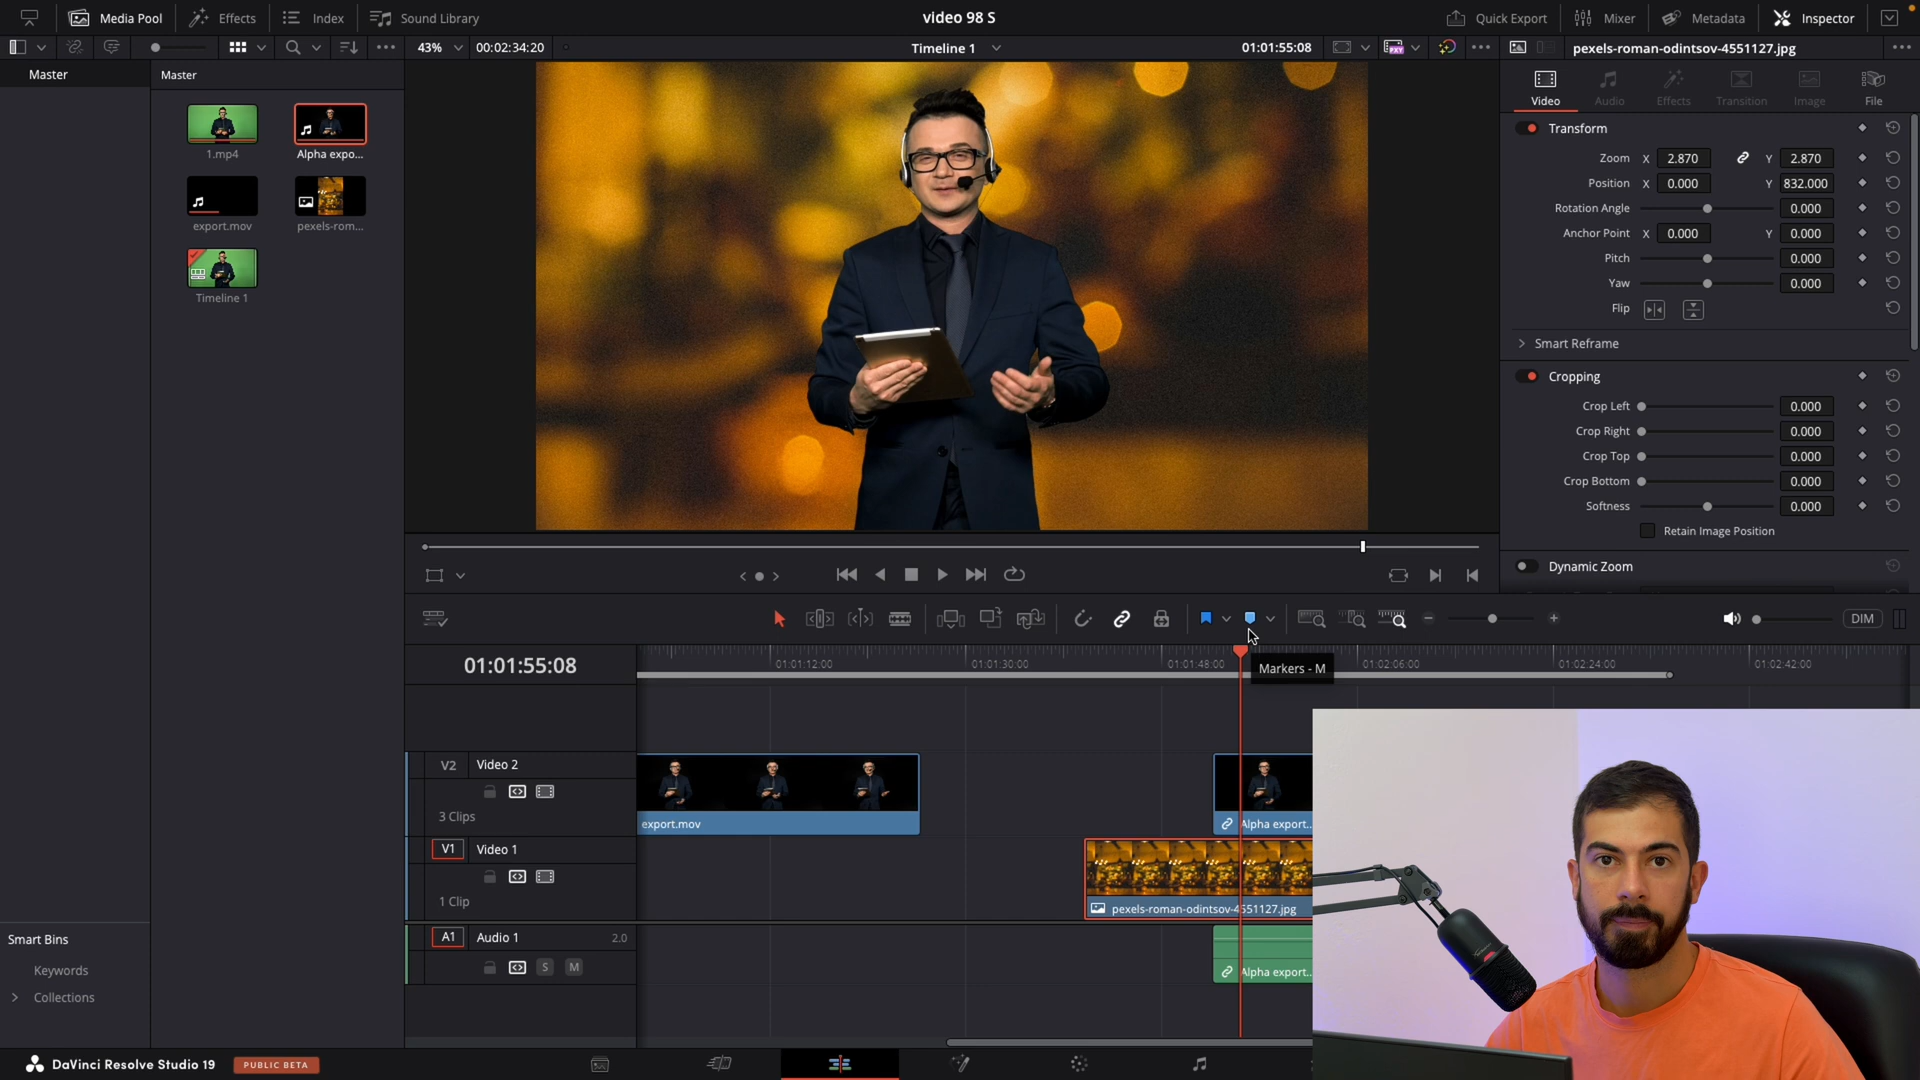 Media Pool
Effects
Index
Sound Library
video 98 S
Quick Export
Mixer
Metadata
Inspector
43%
00:02:34:20
Timeline 1
01:01:55:08
pexels-roman-odintsov-4551127.jpg
Master
Master
Video
Audio
Effects
Transition
Image
File
1.mp4
Alpha expo...
export.mov
pexels-rom...
Timeline 1
Transform
Zoom X 2.870 Y 2.870
Position X 0.000 Y 832.000
Rotation Angle 0.000
Anchor Point X 0.000 Y 0.000
Pitch 0.000
Yaw 0.000
Flip
Smart Reframe
Cropping
Crop Left 0.000
Crop Right 0.000
Crop Top 0.000
Crop Bottom 0.000
Softness 0.000
Retain Image Position
Dynamic Zoom
DIM
01:01:55:08
01:01:12:00
01:01:30:00
01:01:48:00
01:02:06:00
01:02:24:00
01:02:42:00
Markers - M
V2 Video 2
3 Clips
export.mov
Alpha export...
V1 Video 1
1 Clip
pexels-roman-odintsov-4551127.jpg
A1 Audio 1 2.0
S M
Alpha export...
Smart Bins
Keywords
Collections
DaVinci Resolve Studio 19
PUBLIC BETA